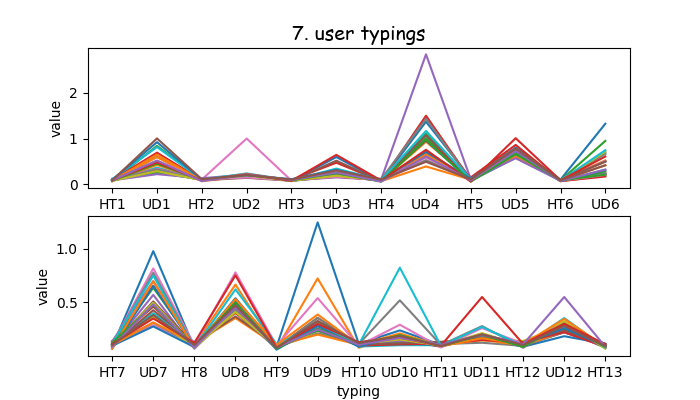 7. user typings
value
2
1
0
HT1 UD1 HT2 UD2 HT3 UD3 HT4 UD4 HT5 UD5 HT6 UD6
value
1.0
0.5
HT7 UD7 HT8 UD8 HT9 UD9 HT10 UD10 HT11 UD11 HT12 UD12 HT13
typing